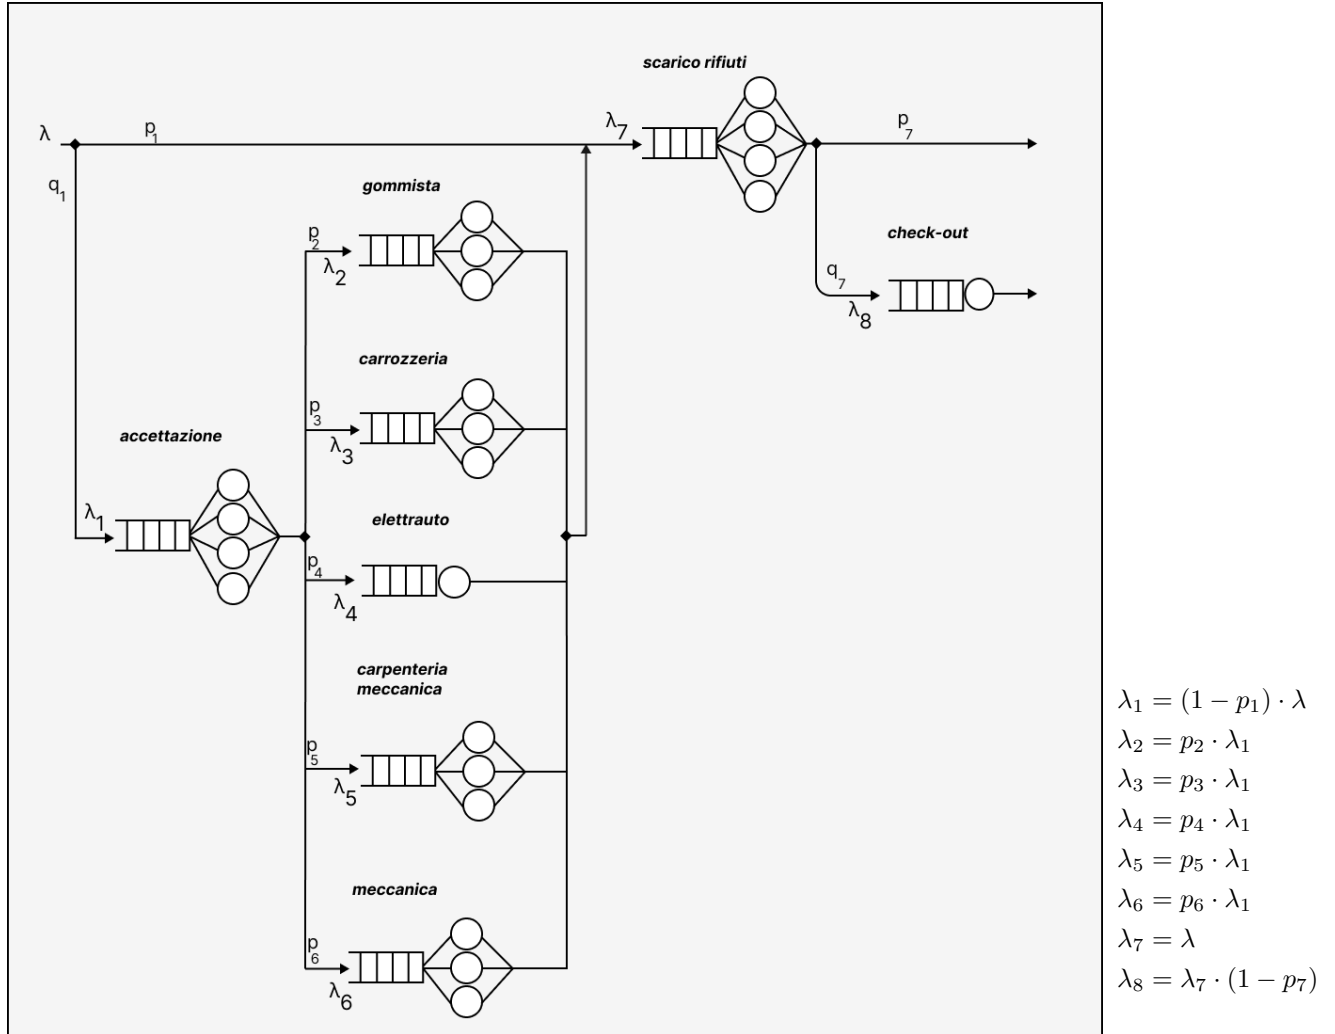 scarico rifiuti
λ
p1
λ7
p7
q1
gommista
p2
λ2
check-out
q7
λ8
carrozzeria
p3
λ3
accettazione
λ1
elettrauto
p4
λ4
carpenteria
meccanica
p5
λ5
meccanica
p6
λ6
λ1 = (1 − p1) · λ
λ2 = p2 · λ1
λ3 = p3 · λ1
λ4 = p4 · λ1
λ5 = p5 · λ1
λ6 = p6 · λ1
λ7 = λ
λ8 = λ7 · (1 − p7)